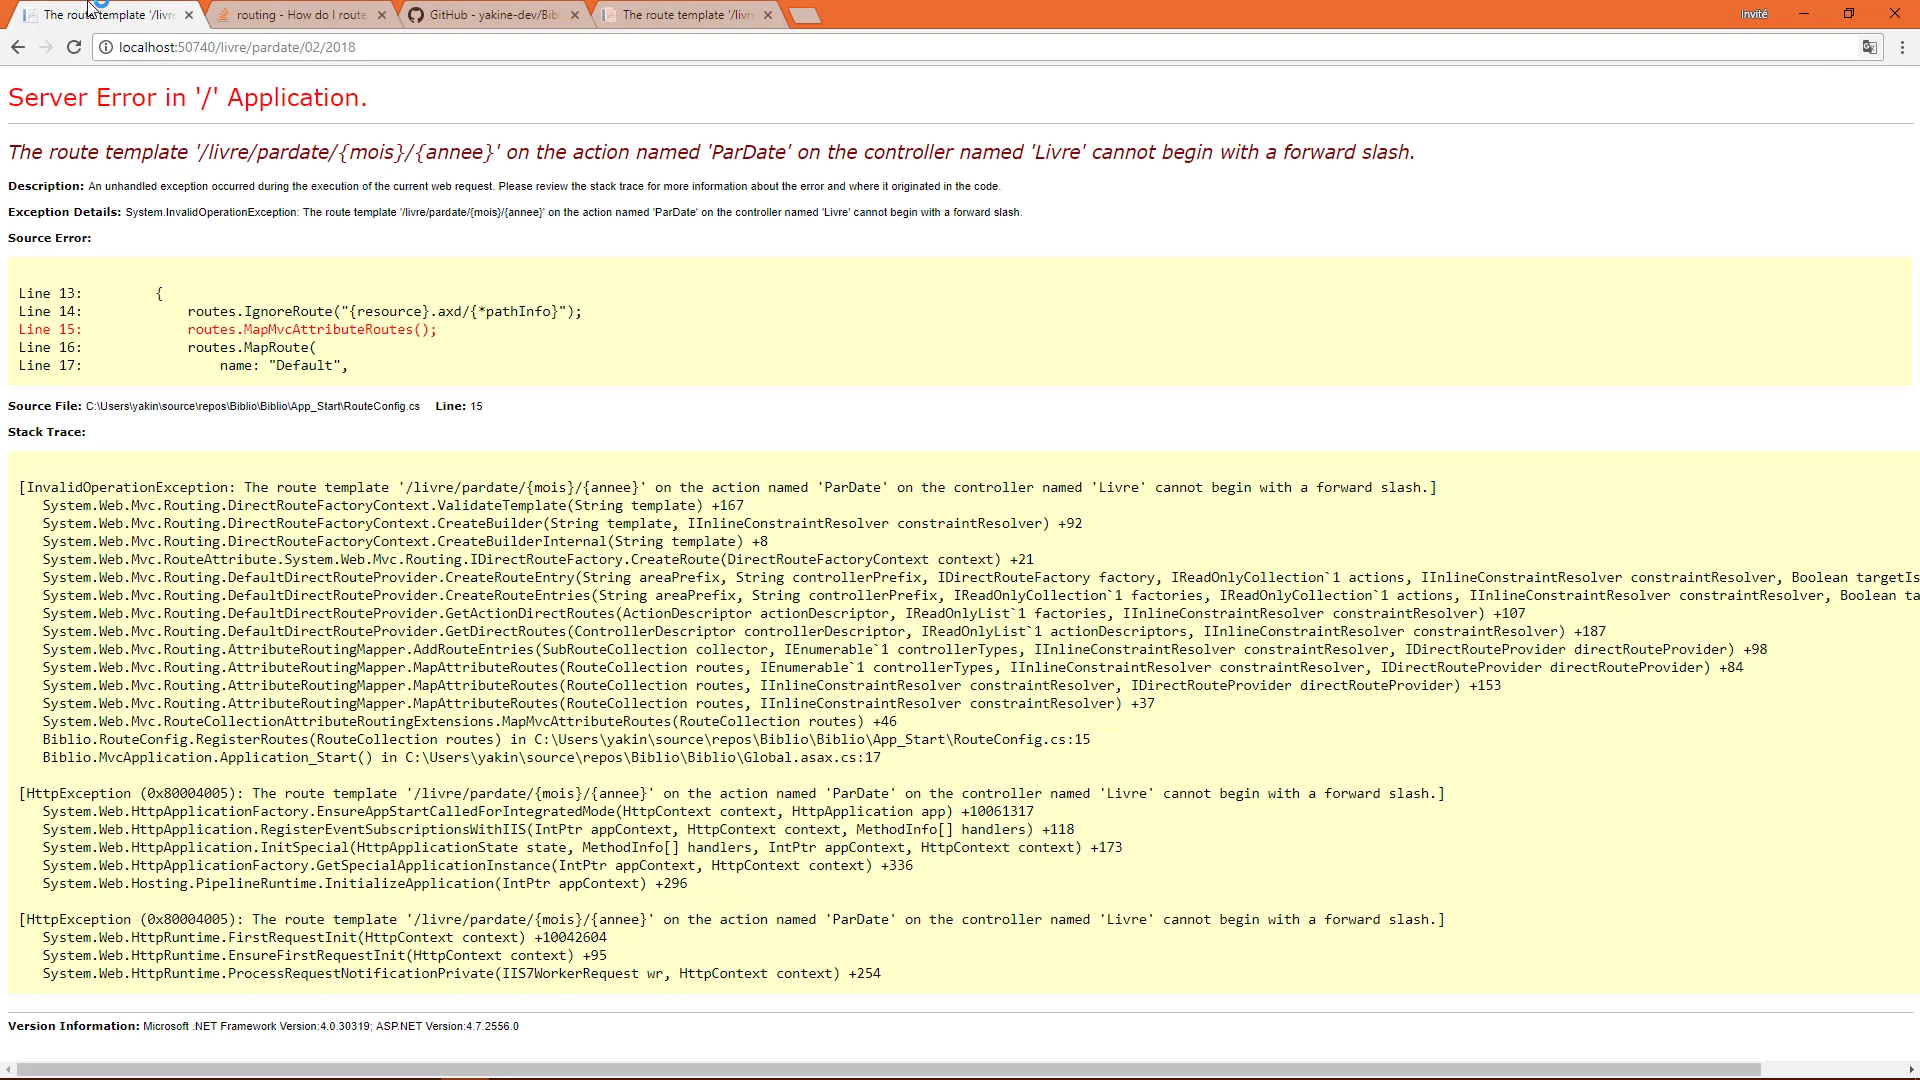 The route template '/livre
routing - How do I route
GitHub - yakine-dev/Bib
The route template '/livr
Invité
localhost:50740/livre/pardate/02/2018
Server Error in '/' Application.
The route template '/livre/pardate/{mois}/{annee}' on the action named 'ParDate' on the controller named 'Livre' cannot begin with a forward slash.
Description: An unhandled exception occurred during the execution of the current web request. Please review the stack trace for more information about the error and where it originated in the code.
Exception Details: System.InvalidOperationException: The route template '/livre/pardate/{mois}/{annee}' on the action named 'ParDate' on the controller named 'Livre' cannot begin with a forward slash.
Source Error:
Line 13:         {
Line 14:             routes.IgnoreRoute("{resource}.axd/{*pathInfo}");
Line 15:             routes.MapMvcAttributeRoutes();
Line 16:             routes.MapRoute(
Line 17:                 name: "Default",
Source File: C:\Users\yakin\source\repos\Biblio\Biblio\App_Start\RouteConfig.cs    Line: 15
Stack Trace:
[InvalidOperationException: The route template '/livre/pardate/{mois}/{annee}' on the action named 'ParDate' on the controller named 'Livre' cannot begin with a forward slash.]
System.Web.Mvc.Routing.DirectRouteFactoryContext.ValidateTemplate(String template) +167
System.Web.Mvc.Routing.DirectRouteFactoryContext.CreateBuilder(String template, IInlineConstraintResolver constraintResolver) +92
System.Web.Mvc.Routing.DirectRouteFactoryContext.CreateBuilderInternal(String template) +8
System.Web.Mvc.RouteAttribute.System.Web.Mvc.Routing.IDirectRouteFactory.CreateRoute(DirectRouteFactoryContext context) +21
System.Web.Mvc.Routing.DefaultDirectRouteProvider.CreateRouteEntry(String areaPrefix, String controllerPrefix, IDirectRouteFactory factory, IReadOnlyCollection`1 actions, IInlineConstraintResolver constraintResolver, Boolean targetIs
System.Web.Mvc.Routing.DefaultDirectRouteProvider.CreateRouteEntries(String areaPrefix, String controllerPrefix, IReadOnlyCollection`1 factories, IReadOnlyCollection`1 actions, IInlineConstraintResolver constraintResolver, Boolean ta
System.Web.Mvc.Routing.DefaultDirectRouteProvider.GetActionDirectRoutes(ActionDescriptor actionDescriptor, IReadOnlyList`1 factories, IInlineConstraintResolver constraintResolver) +107
System.Web.Mvc.Routing.DefaultDirectRouteProvider.GetDirectRoutes(ControllerDescriptor controllerDescriptor, IReadOnlyList`1 actionDescriptors, IInlineConstraintResolver constraintResolver) +187
System.Web.Mvc.Routing.AttributeRoutingMapper.AddRouteEntries(SubRouteCollection collector, IEnumerable`1 controllerTypes, IInlineConstraintResolver constraintResolver, IDirectRouteProvider directRouteProvider) +98
System.Web.Mvc.Routing.AttributeRoutingMapper.MapAttributeRoutes(RouteCollection routes, IEnumerable`1 controllerTypes, IInlineConstraintResolver constraintResolver, IDirectRouteProvider directRouteProvider) +84
System.Web.Mvc.Routing.AttributeRoutingMapper.MapAttributeRoutes(RouteCollection routes, IInlineConstraintResolver constraintResolver, IDirectRouteProvider directRouteProvider) +153
System.Web.Mvc.Routing.AttributeRoutingMapper.MapAttributeRoutes(RouteCollection routes, IInlineConstraintResolver constraintResolver) +37
System.Web.Mvc.RouteCollectionAttributeRoutingExtensions.MapMvcAttributeRoutes(RouteCollection routes) +46
Biblio.RouteConfig.RegisterRoutes(RouteCollection routes) in C:\Users\yakin\source\repos\Biblio\Biblio\App_Start\RouteConfig.cs:15
Biblio.MvcApplication.Application_Start() in C:\Users\yakin\source\repos\Biblio\Biblio\Global.asax.cs:17
[HttpException (0x80004005): The route template '/livre/pardate/{mois}/{annee}' on the action named 'ParDate' on the controller named 'Livre' cannot begin with a forward slash.]
System.Web.HttpApplicationFactory.EnsureAppStartCalledForIntegratedMode(HttpContext context, HttpApplication app) +10061317
System.Web.HttpApplication.RegisterEventSubscriptionsWithIIS(IntPtr appContext, HttpContext context, MethodInfo[] handlers) +118
System.Web.HttpApplication.InitSpecial(HttpApplicationState state, MethodInfo[] handlers, IntPtr appContext, HttpContext context) +173
System.Web.HttpApplicationFactory.GetSpecialApplicationInstance(IntPtr appContext, HttpContext context) +336
System.Web.Hosting.PipelineRuntime.InitializeApplication(IntPtr appContext) +296
[HttpException (0x80004005): The route template '/livre/pardate/{mois}/{annee}' on the action named 'ParDate' on the controller named 'Livre' cannot begin with a forward slash.]
System.Web.HttpRuntime.FirstRequestInit(HttpContext context) +10042604
System.Web.HttpRuntime.EnsureFirstRequestInit(HttpContext context) +95
System.Web.HttpRuntime.ProcessRequestNotificationPrivate(IIS7WorkerRequest wr, HttpContext context) +254
Version Information: Microsoft .NET Framework Version:4.0.30319; ASP.NET Version:4.7.2556.0